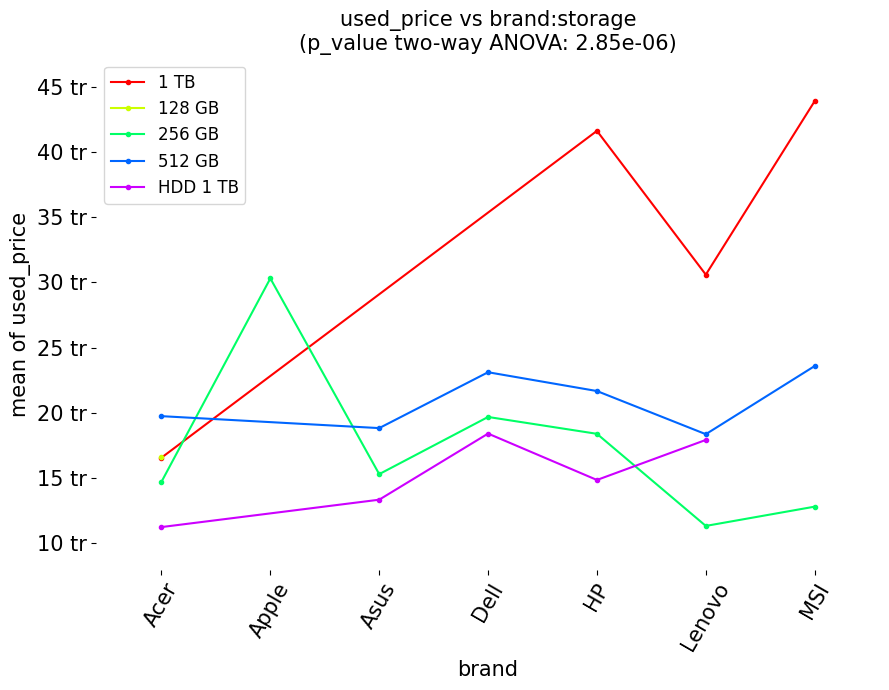 used_price vs brand:storage
(p_value two-way ANOVA: 2.85e-06)
1 TB
128 GB
256 GB
512 GB
HDD 1 TB
45 tr
40 tr
35 tr
30 tr
25 tr
20 tr
15 tr
10 tr
mean of used_price
Acer
Apple
Asus
Dell
HP
Lenovo
MSI
brand